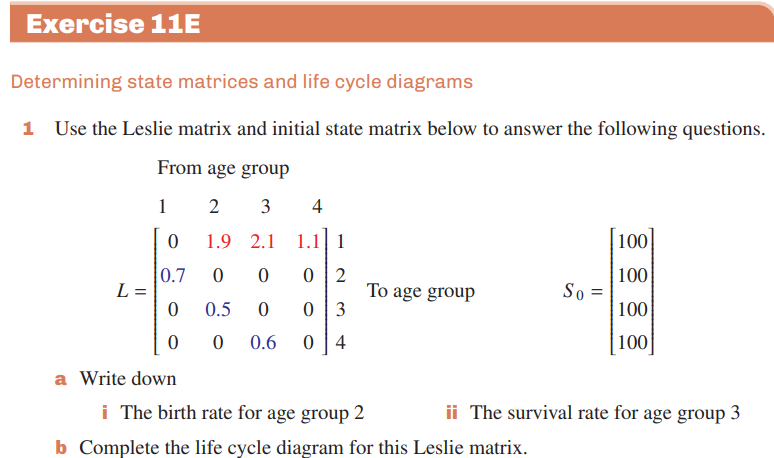 Exercise 11E
Determining state matrices and life cycle diagrams
1 Use the Leslie matrix and initial state matrix below to answer the following questions.
From age group
1 2 3 4
0 1.9 2.1 1.1 1
0.7 0 0 0 2
L = To age group S0 =
0 0.5 0 0 3
0 0 0.6 0 4
100
100
100
100
a Write down
i The birth rate for age group 2 ii The survival rate for age group 3
b Complete the life cycle diagram for this Leslie matrix.